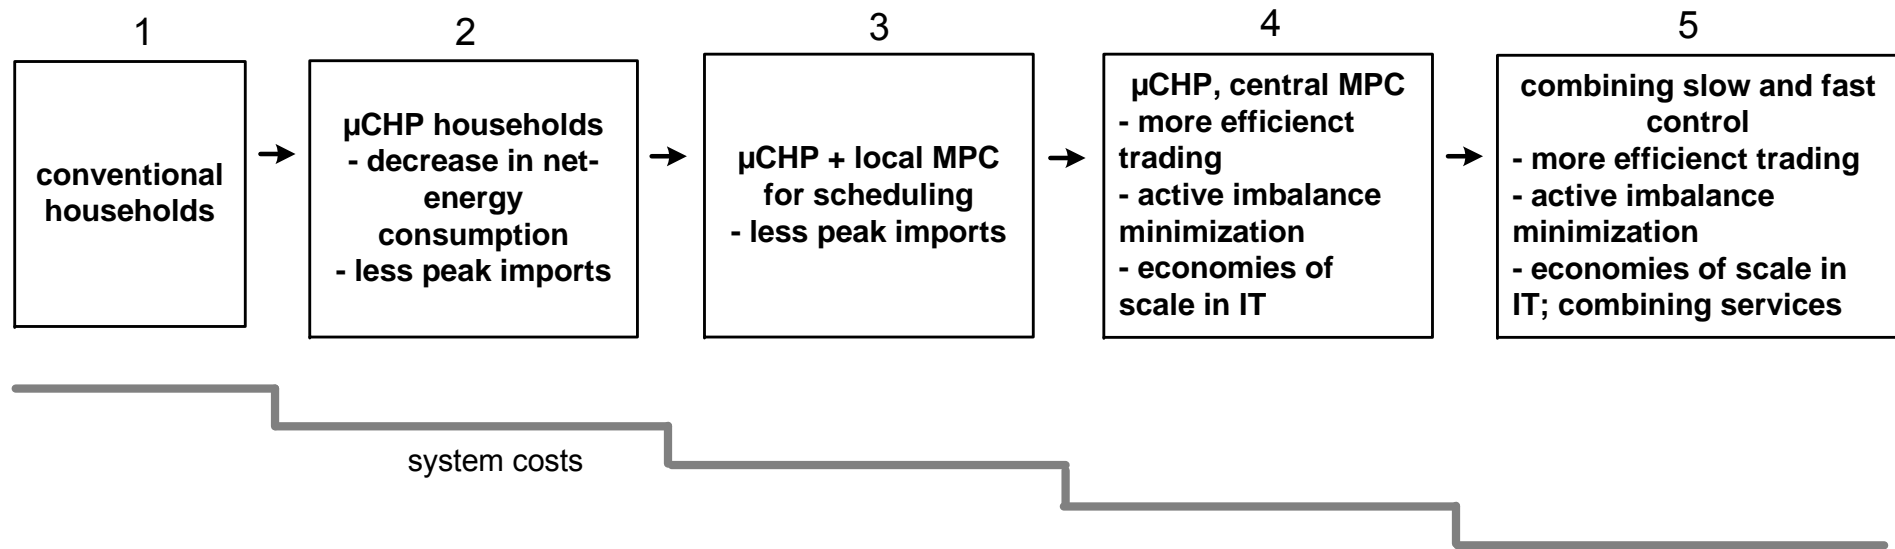 1
conventional
households
2
µCHP households
- decrease in net-
energy
consumption
- less peak imports
3
µCHP + local MPC
for scheduling
- less peak imports
4
µCHP, central MPC
- more efficienct
trading
- active imbalance
minimization
- economies of
scale in IT
5
combining slow and fast
control
- more efficienct trading
- active imbalance
minimization
- economies of scale in
IT; combining services
system costs